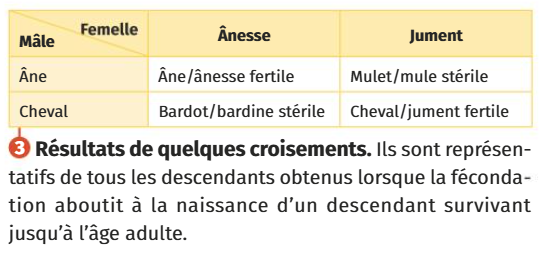 Mâle Femelle Ânesse Jument
Âne Âne/ânesse fertile Mulet/mule stérile
Cheval Bardot/bardine stérile Cheval/jument fertile
3 Résultats de quelques croisements. Ils sont représen-
tatifs de tous les descendants obtenus lorsque la féconda-
tion aboutit à la naissance d'un descendant survivant
jusqu'à l'âge adulte.